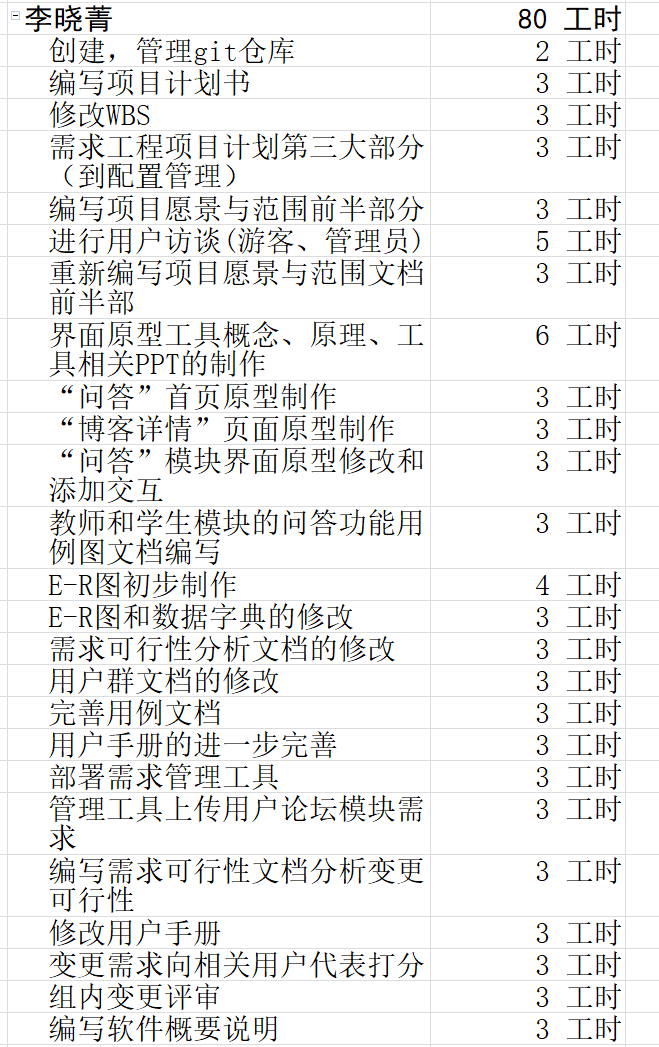 李晓菁 80 工时
创建，管理git仓库 2 工时
编写项目计划书 3 工时
修改WBS 3 工时
需求工程项目计划第三大部分 3 工时
（到配置管理）
编写项目愿景与范围前半部分 3 工时
进行用户访谈(游客、管理员) 5 工时
重新编写项目愿景与范围文档 3 工时
前半部
界面原型工具概念、原理、工 6 工时
具相关PPT的制作
“问答”首页原型制作 3 工时
“博客详情”页面原型制作 3 工时
“问答”模块界面原型修改和 3 工时
添加交互
教师和学生模块的问答功能用 3 工时
例图文档编写
E-R图初步制作 4 工时
E-R图和数据字典的修改 3 工时
需求可行性分析文档的修改 3 工时
用户群文档的修改 3 工时
完善用例文档 3 工时
用户手册的进一步完善 3 工时
部署需求管理工具 3 工时
管理工具上传用户论坛模块需 3 工时
求
编写需求可行性文档分析变更 3 工时
可行性
修改用户手册 3 工时
变更需求向相关用户代表打分 3 工时
组内变更评审 3 工时
编写软件概要说明 3 工时